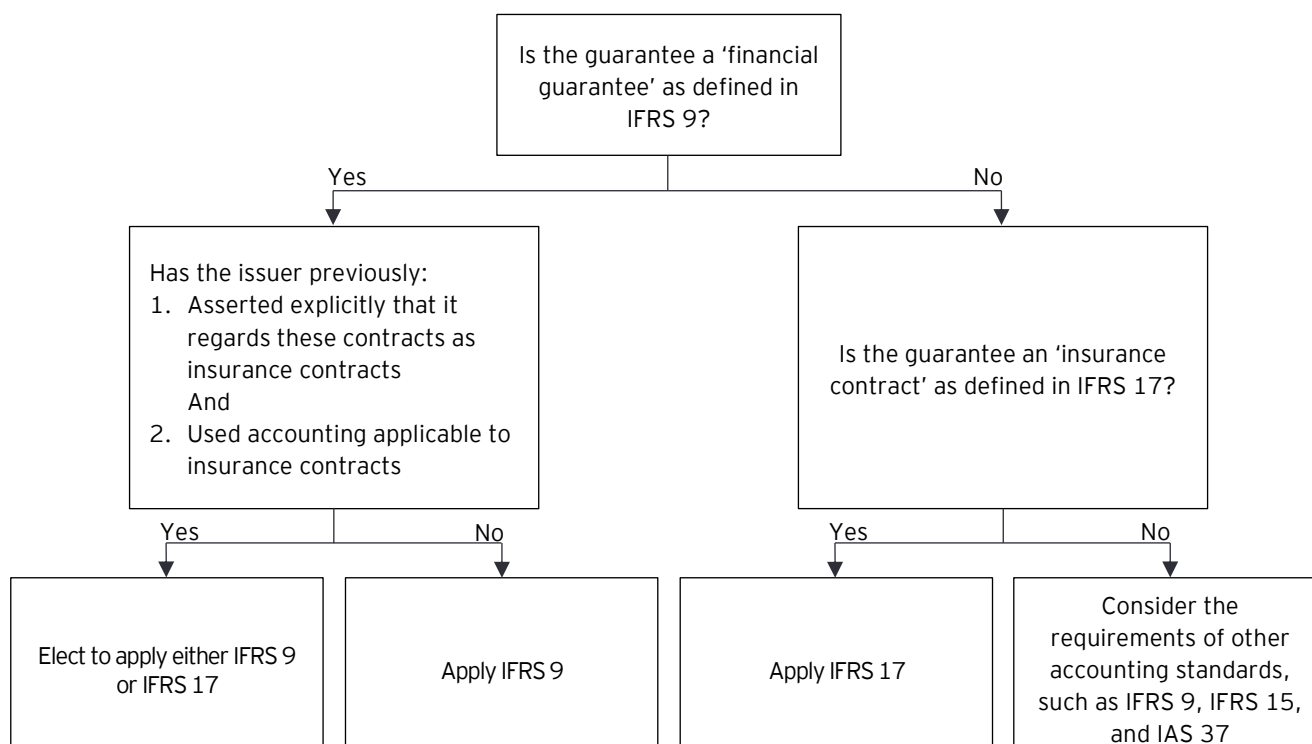 Is the guarantee a ‘financial
guarantee’ as defined in
IFRS 9?
Yes
No
Has the issuer previously:
1. Asserted explicitly that it
regards these contracts as
insurance contracts
And
2. Used accounting applicable to
insurance contracts
Is the guarantee an ‘insurance
contract’ as defined in IFRS 17?
Yes
No
Yes
No
Elect to apply either IFRS 9
or IFRS 17
Apply IFRS 9
Apply IFRS 17
Consider the
requirements of other
accounting standards,
such as IFRS 9, IFRS 15,
and IAS 37